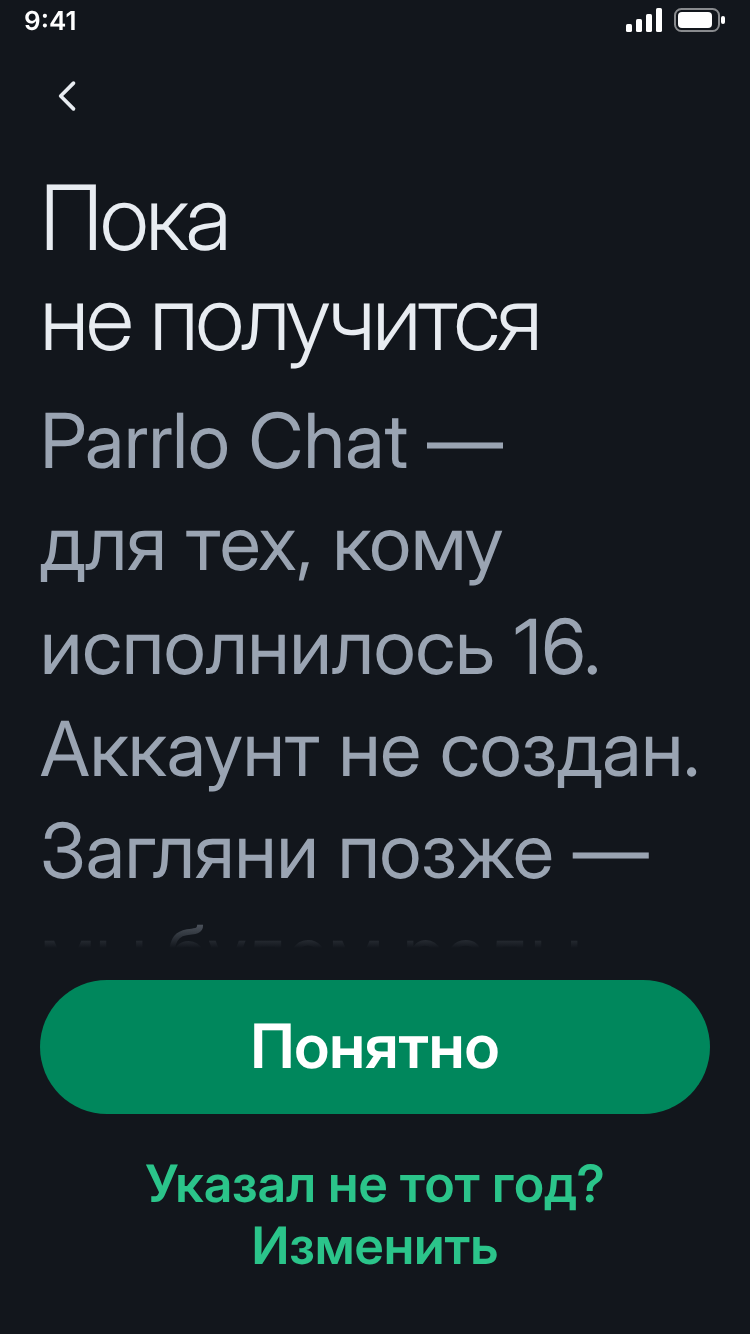 9:41
Пока
не получится
Parrlo Chat —
для тех, кому
исполнилось 16.
Аккаунт не создан.
Загляни позже —
Понятно
Указал не тот год?
Изменить